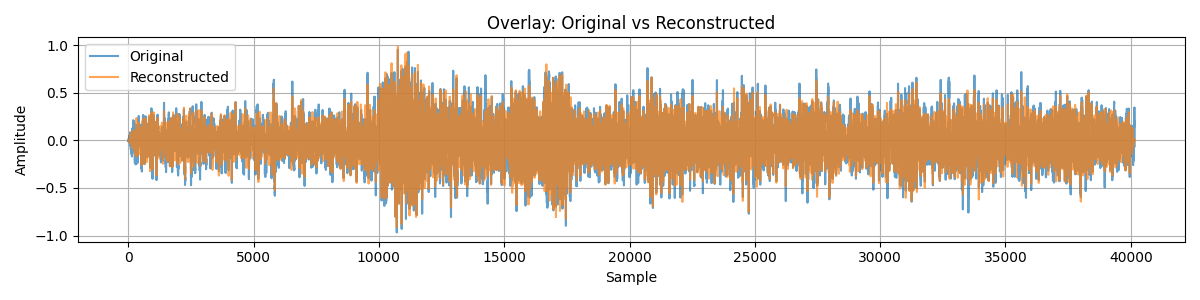 Overlay: Original vs Reconstructed
Original
Reconstructed
Amplitude
1.0
0.5
0.0
−0.5
−1.0
0 5000 10000 15000 20000 25000 30000 35000 40000
Sample